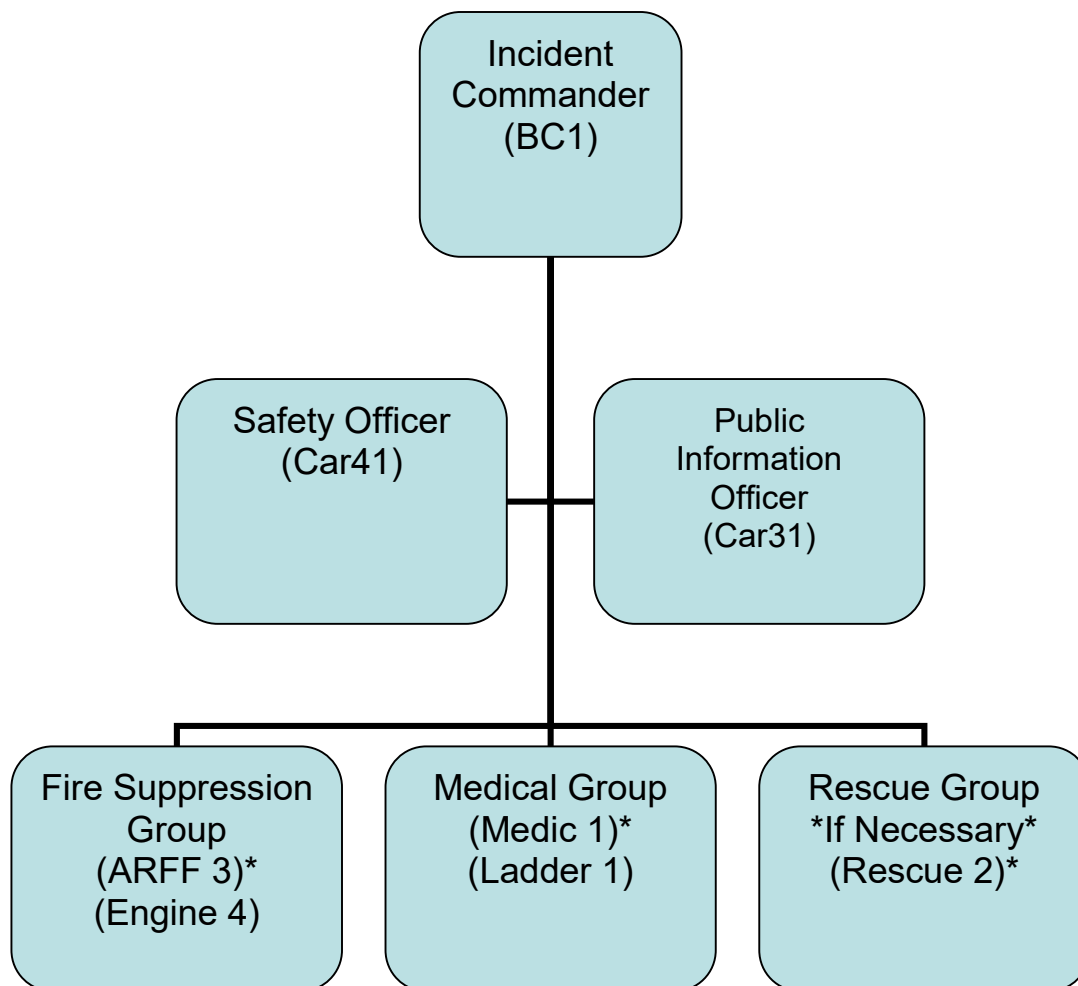 Incident
Commander
(BC1)
Safety Officer
(Car41)
Public
Information
Officer
(Car31)
Fire Suppression
Group
(ARFF 3)*
(Engine 4)
Medical Group
(Medic 1)*
(Ladder 1)
Rescue Group
*If Necessary*
(Rescue 2)*